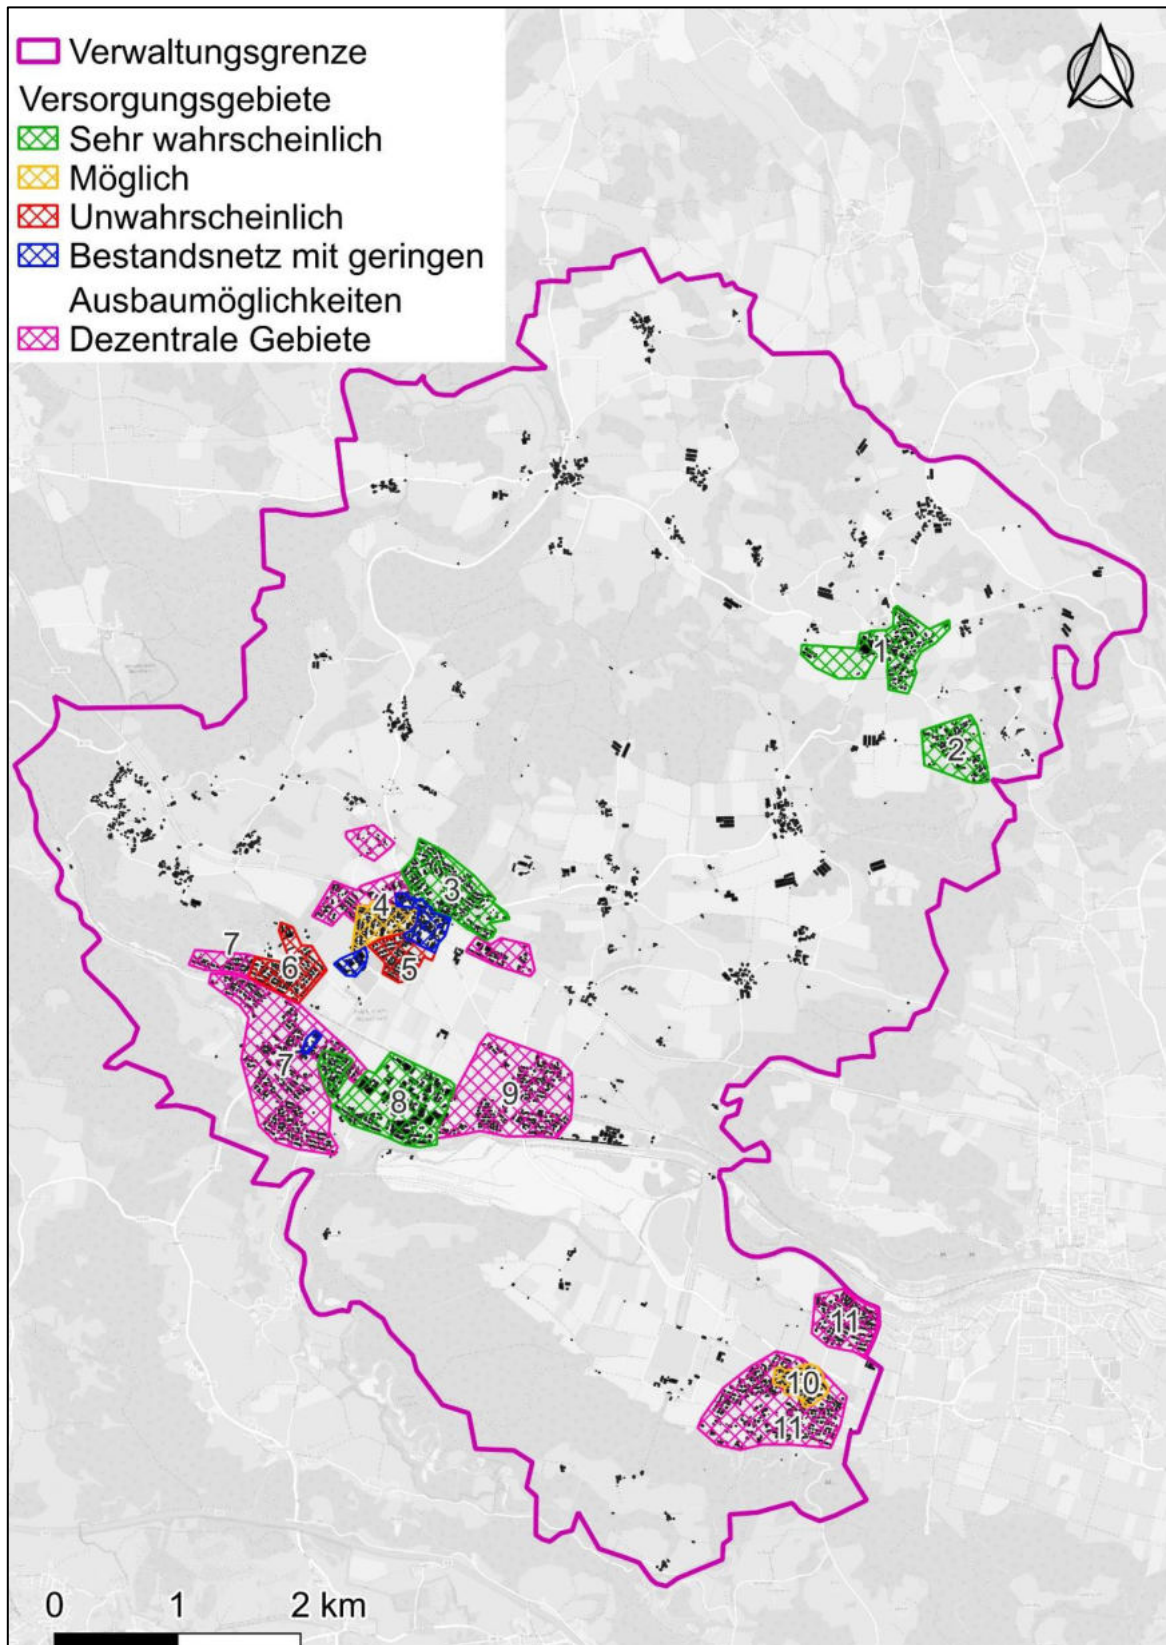 Verwaltungsgrenze
Versorgungsgebiete
Sehr wahrscheinlich
Möglich
Unwahrscheinlich
Bestandsnetz mit geringen
Ausbaumöglichkeiten
Dezentrale Gebiete
1
2
3
4
5
7
6
7
8
9
11
10
11
0 1 2 km